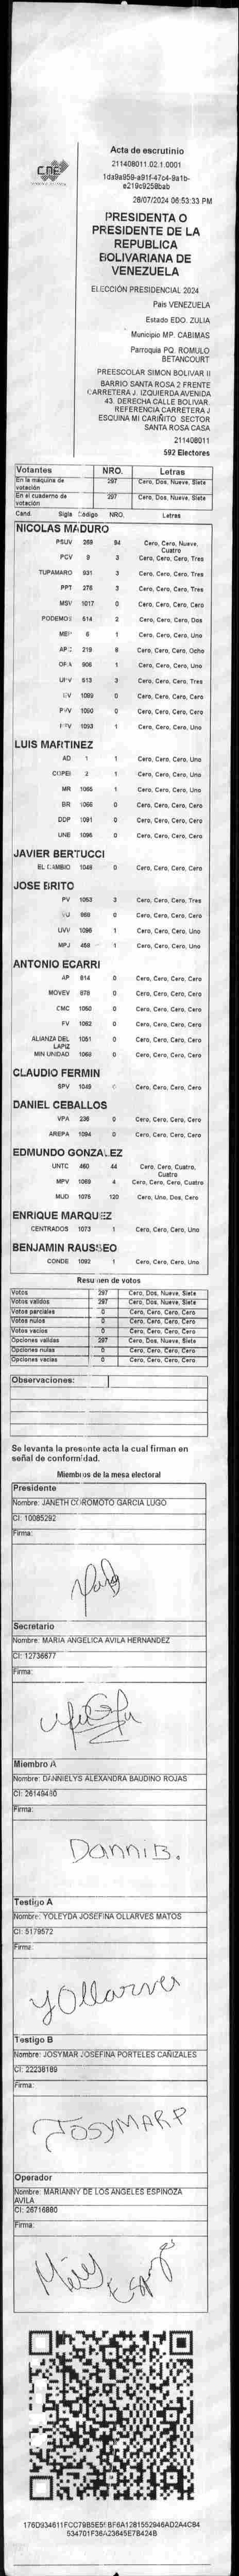 CNE
Acta de escrutinio
211408011.02.1.0001
1da9a959-a91f-47c4-9a1b-
e219c9258bab
28/07/2024 06:53:33 PM
PRESIDENTA O
PRESIDENTE DE LA
REPUBLICA
BOLIVARIANA DE
VENEZUELA
ELECCIÓN PRESIDENCIAL 2024
Pais VENEZUELA
Estado EDO. ZULIA
Municipio MP. CABIMAS
Parroquia PQ. ROMULO
BETANCOURT
PREESCOLAR SIMON BOLIVAR II
BARRIO SANTA ROSA 2 FRENTE
CARRETERA J. IZQUIERDA AVENIDA
43. DERECHA CALLE BOLIVAR.
REFERENCIA CARRETERA J
ESQUINA MI CARIÑITO SECTOR
SANTA ROSA CASA
211408011
592 Electores
Votantes NRO. Letras
En la máquina de votación 297 Cero, Dos, Nueve, Siete
En el cuaderno de votación 297 Cero, Dos, Nueve, Siete
Cand. Sigla Código NRO. Letras
NICOLAS MADURO
PSUV 268 94 Cero, Cero, Nueve, Cuatro
PCV 9 3 Cero, Cero, Cero, Tres
TUPAMARO 931 3 Cero, Cero, Cero, Tres
PPT 276 3 Cero, Cero, Cero, Tres
MSV 1017 0 Cero, Cero, Cero, Cero
PODEMOS 514 2 Cero, Cero, Cero, Dos
MEP 6 1 Cero, Cero, Cero, Uno
APC 219 8 Cero, Cero, Cero, Ocho
ORA 906 1 Cero, Cero, Cero, Uno
UPV 513 3 Cero, Cero, Cero, Tres
EV 1099 0 Cero, Cero, Cero, Cero
PVV 1090 0 Cero, Cero, Cero, Cero
FPV 1093 1 Cero, Cero, Cero, Uno
LUIS MARTINEZ
AD 1 1 Cero, Cero, Cero, Uno
COPEI 2 1 Cero, Cero, Cero, Uno
MR 1065 1 Cero, Cero, Cero, Uno
BR 1066 0 Cero, Cero, Cero, Cero
DDP 1091 0 Cero, Cero, Cero, Cero
UNE 1096 0 Cero, Cero, Cero, Cero
JAVIER BERTUCCI
EL CAMBIO 1048 0 Cero, Cero, Cero, Cero
JOSE BRITO
PV 1053 3 Cero, Cero, Cero, Tres
VU 869 0 Cero, Cero, Cero, Cero
UVV 1098 1 Cero, Cero, Cero, Uno
MPJ 469 1 Cero, Cero, Cero, Uno
ANTONIO ECARRI
AP 814 0 Cero, Cero, Cero, Cero
MOVEV 878 0 Cero, Cero, Cero, Cero
CMC 1050 0 Cero, Cero, Cero, Cero
FV 1062 0 Cero, Cero, Cero, Cero
ALIANZA DEL LAPIZ 1051 0 Cero, Cero, Cero, Cero
MIN UNIDAD 1068 0 Cero, Cero, Cero, Cero
CLAUDIO FERMIN
SPV 1049 0 Cero, Cero, Cero, Cero
DANIEL CEBALLOS
VPA 236 0 Cero, Cero, Cero, Cero
AREPA 1094 0 Cero, Cero, Cero, Cero
EDMUNDO GONZALEZ
UNTC 460 44 Cero, Cero, Cuatro, Cuatro
MPV 1069 4 Cero, Cero, Cero, Cuatro
MUD 1075 120 Cero, Uno, Dos, Cero
ENRIQUE MARQUEZ
CENTRADOS 1073 1 Cero, Cero, Cero, Uno
BENJAMIN RAUSSEO
CONDE 1092 1 Cero, Cero, Cero, Uno
Resumen de votos
Votos 297 Cero, Dos, Nueve, Siete
Votos validos 297 Cero, Dos, Nueve, Siete
Votos parciales 0 Cero, Cero, Cero, Cero
Votos nulos 0 Cero, Cero, Cero, Cero
Votos vacios 0 Cero, Cero, Cero, Cero
Opciones validas 297 Cero, Dos, Nueve, Siete
Opciones nulas 0 Cero, Cero, Cero, Cero
Opciones vacias 0 Cero, Cero, Cero, Cero
Observaciones:
Se levanta la presente acta la cual firman en
señal de conformidad.
Miembros de la mesa electoral
Presidente
Nombre: JANETH COROMOTO GARCIA LUGO
CI: 10085292
Firma:
Secretario
Nombre: MARIA ANGELICA AVILA HERNANDEZ
CI: 12736677
Firma:
Miembro A
Nombre: DANNIELYS ALEXANDRA BAUDINO ROJAS
CI: 26149480
Firma:
DanniB.
Testigo A
Nombre: YOLEYDA JOSEFINA OLLARVES MATOS
CI: 5179572
Firma:
YOllarves
Testigo B
Nombre: JOSYMAR JOSEFINA PORTELES CAÑIZALES
CI: 22238189
Firma:
JOSYMARP
Operador
Nombre: MARIANNY DE LOS ANGELES ESPINOZA
AVILA
CI: 26716880
Firma:
176D934611FCC79B5E51BF6A1281552946AD2A4C84
534701F36A23645E7B424B